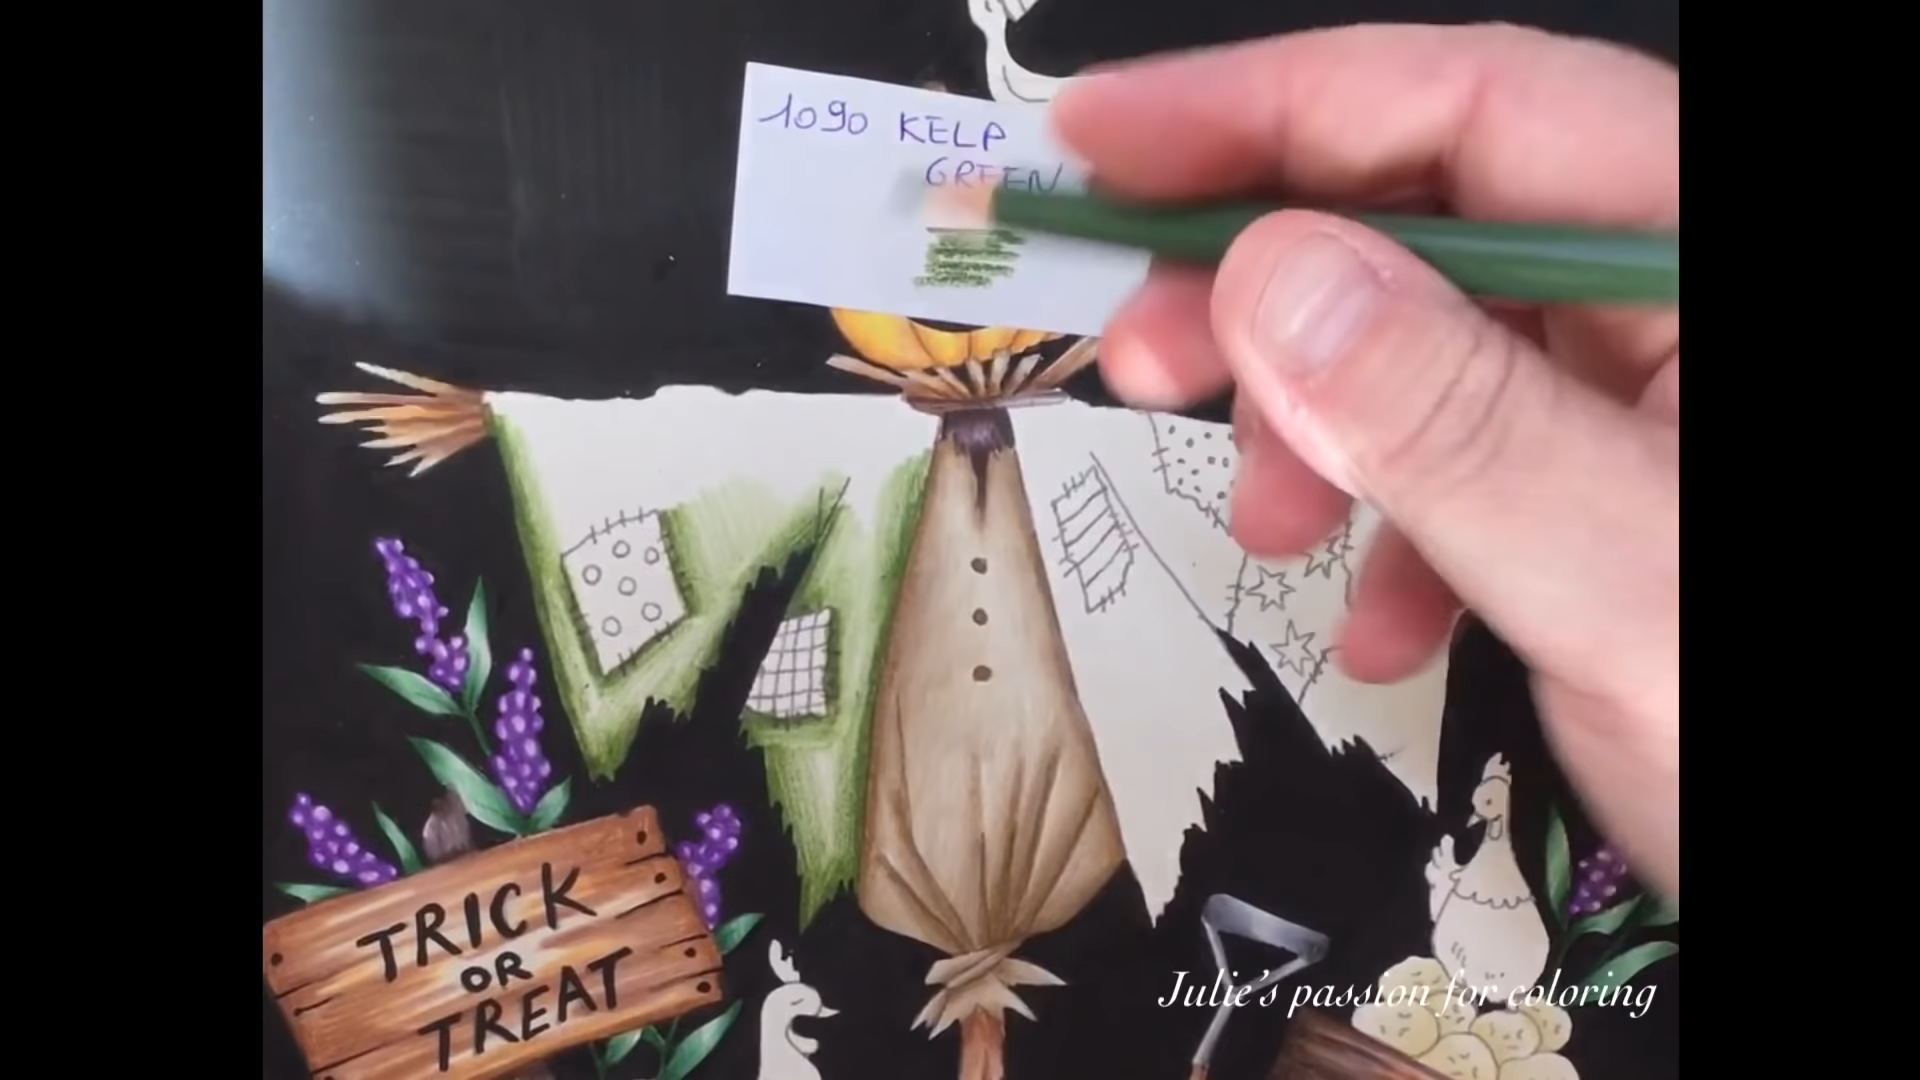 1090 KELP
GREEN
TRICK
OR
TREAT
Julie's passion for coloring